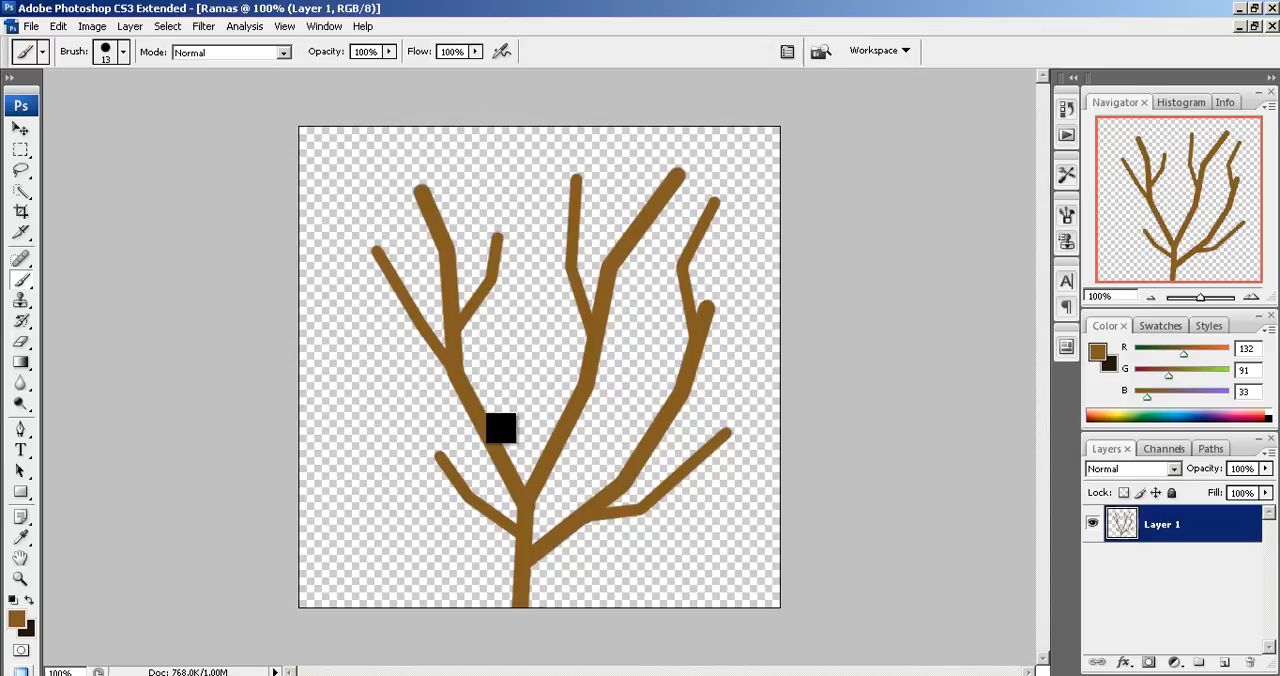 Adobe Photoshop CS3 Extended - [Ramas @ 100% (Layer 1, RGB/8)]
File Edit Image Layer Select Filter Analysis View Window Help
Brush: 13 Mode: Normal Opacity: 100% Flow: 100% Workspace
Ps
Navigator Histogram Info
100%
Color Swatches Styles
R 132
G 91
B 33
Layers Channels Paths
Normal Opacity: 100%
Lock: Fill: 100%
Layer 1
100% Doc: 768.0K/1.00M